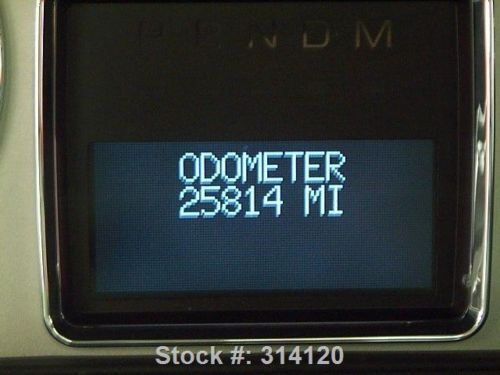 P R N D M
ODOMETER
25814 MI
Stock #: 314120